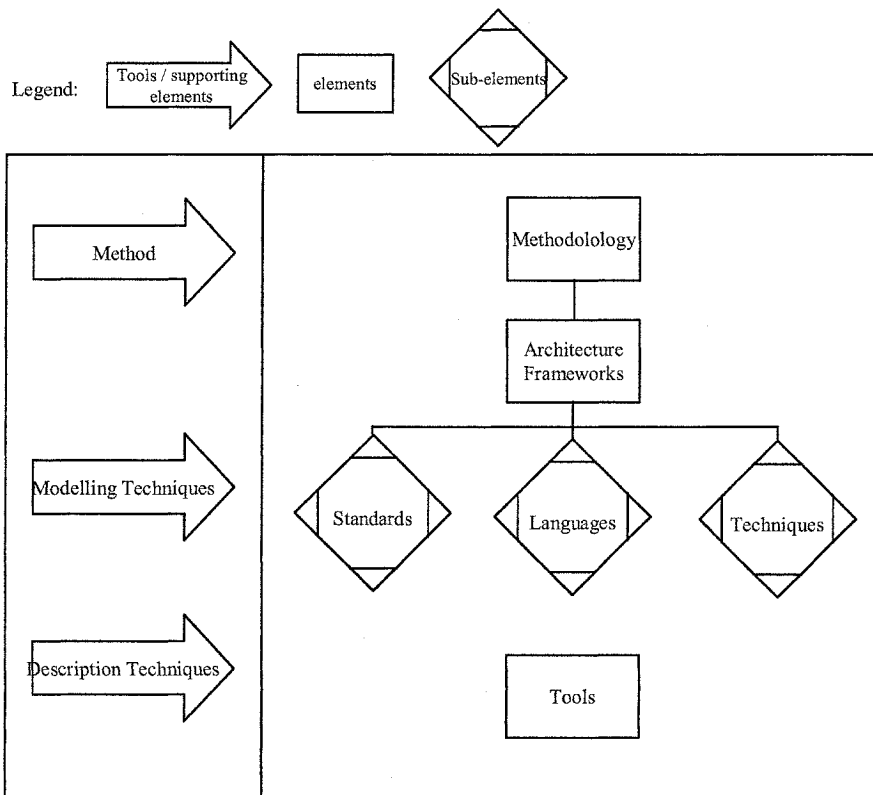 Legend:
Tools / supporting
elements
elements
Sub-elements
Method
Methodolology
Architecture
Frameworks
Modelling Techniques
Standards
Languages
Techniques
Description Techniques
Tools